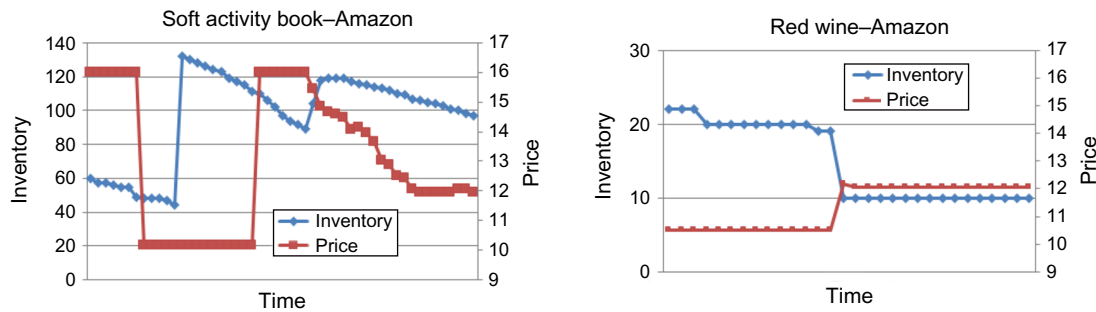 Soft activity book–Amazon
Inventory
140
120
100
80
60
40
20
0
17
16
15
14
13
12
11
10
9
Price
Inventory
Price
Time
Red wine–Amazon
Inventory
30
20
10
0
17
16
15
14
13
12
11
10
9
Price
Inventory
Price
Time